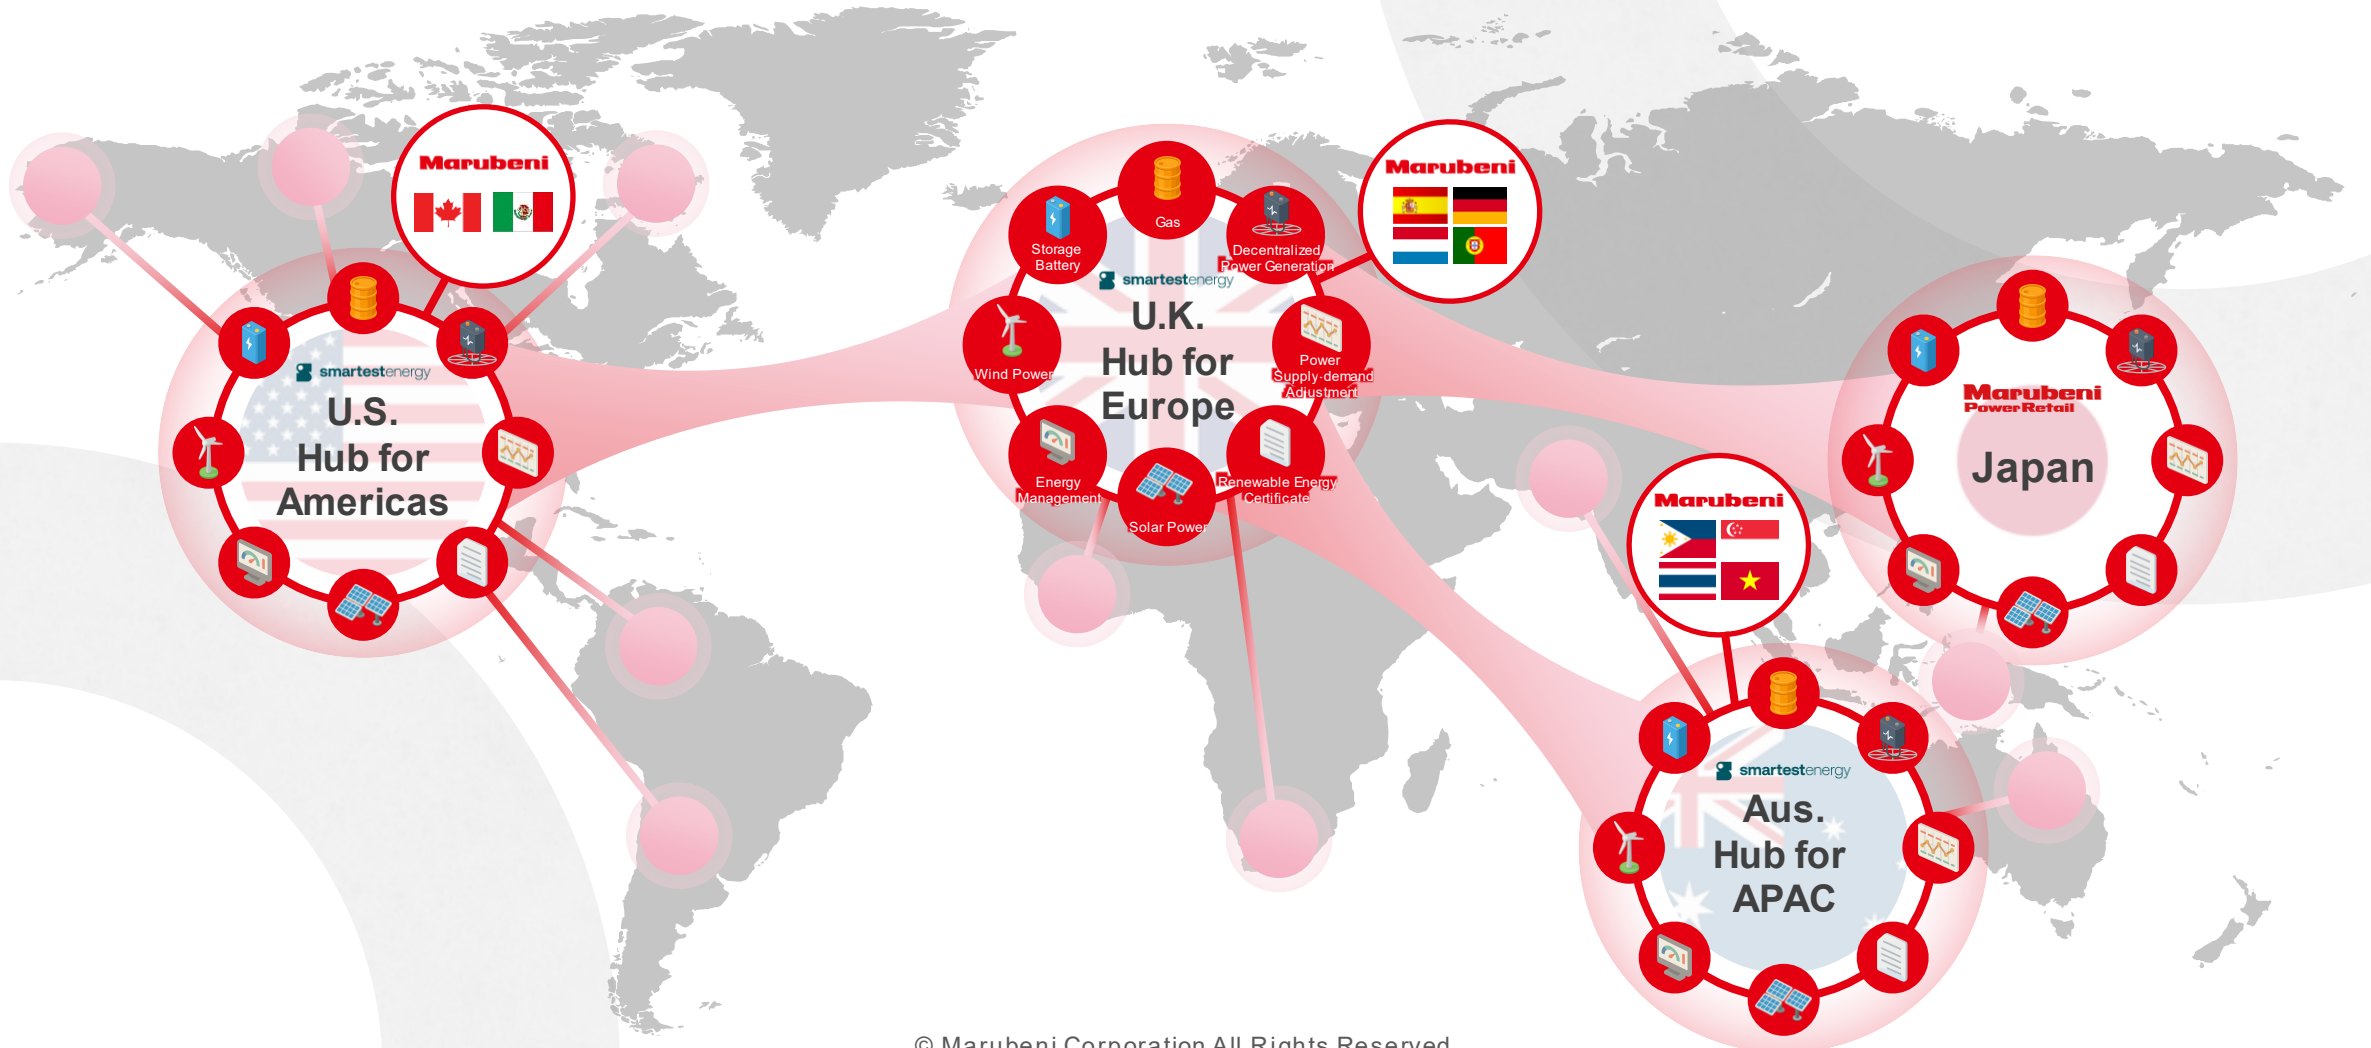 Marubeni
smartestenergy
U.S.
Hub for
Americas
Gas
Storage
Battery
Decentralized
Power Generation
smartestenergy
U.K.
Hub for
Europe
Wind Power
Power
Supply-demand
Adjustment
Energy
Management
Renewable Energy
Certificate
Solar Power
Marubeni
Marubeni
Power Retail
Japan
Marubeni
smartestenergy
Aus.
Hub for
APAC
© Marubeni Corporation All Rights Reserved